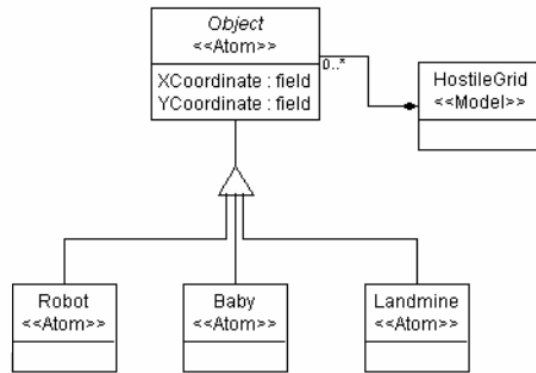 Object
<<Atom>>
XCoordinate : field
YCoordinate : field
0..*
HostileGrid
<<Model>>
Robot
<<Atom>>
Baby
<<Atom>>
Landmine
<<Atom>>